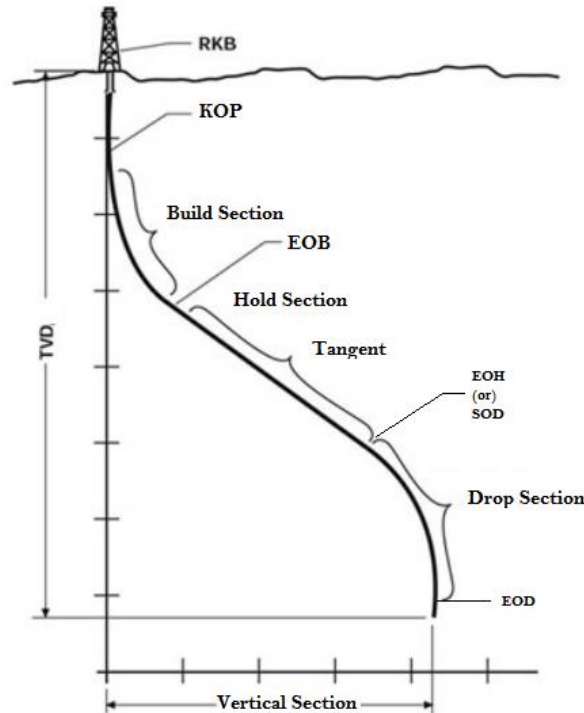 RKB
KOP
Build Section
EOB
Hold Section
Tangent
TVD
EOH
(or)
SOD
Drop Section
EOD
Vertical Section